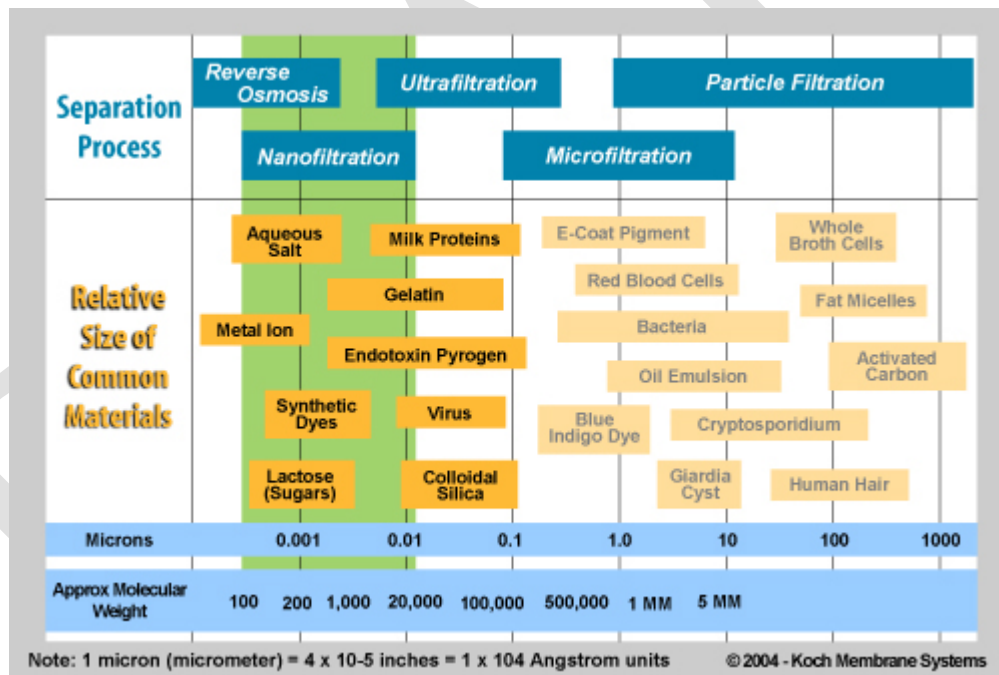 Separation
Process
Reverse
Osmosis
Ultrafiltration
Particle Filtration
Nanofiltration
Microfiltration
Relative
Size of
Common
Materials
Aqueous
Salt
Milk Proteins
E-Coat Pigment
Whole
Broth Cells
Gelatin
Red Blood Cells
Fat Micelles
Metal Ion
Bacteria
Endotoxin Pyrogen
Oil Emulsion
Activated
Carbon
Synthetic
Dyes
Virus
Blue
Indigo Dye
Cryptosporidium
Lactose
(Sugars)
Colloidal
Silica
Giardia
Cyst
Human Hair
Microns 0.001 0.01 0.1 1.0 10 100 1000
Approx Molecular
Weight
100 200 1,000 20,000 100,000 500,000 1 MM 5 MM
Note: 1 micron (micrometer) = 4 x 10-5 inches = 1 x 104 Angstrom units © 2004 - Koch Membrane Systems